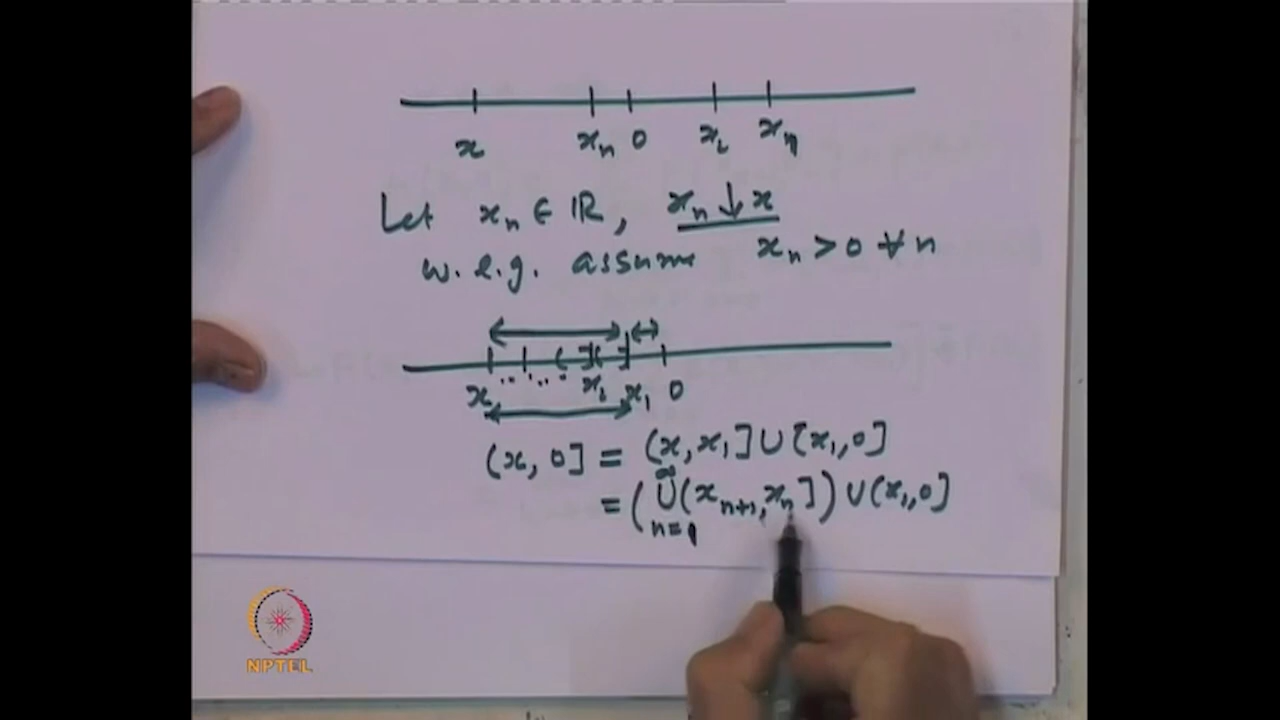 x xₙ 0 x₂ xₙ
Let xₙ ∈ ℝ, xₙ ↓ x
w.l.g. assume xₙ > 0 ∀ n
x x₂ x₁ 0
(x, 0] = (x, x₁] ∪ (x₁, 0]
= (⋃_{n=1}^{∞} (xₙ₊₁, xₙ]) ∪ (x₁, 0]
NPTEL